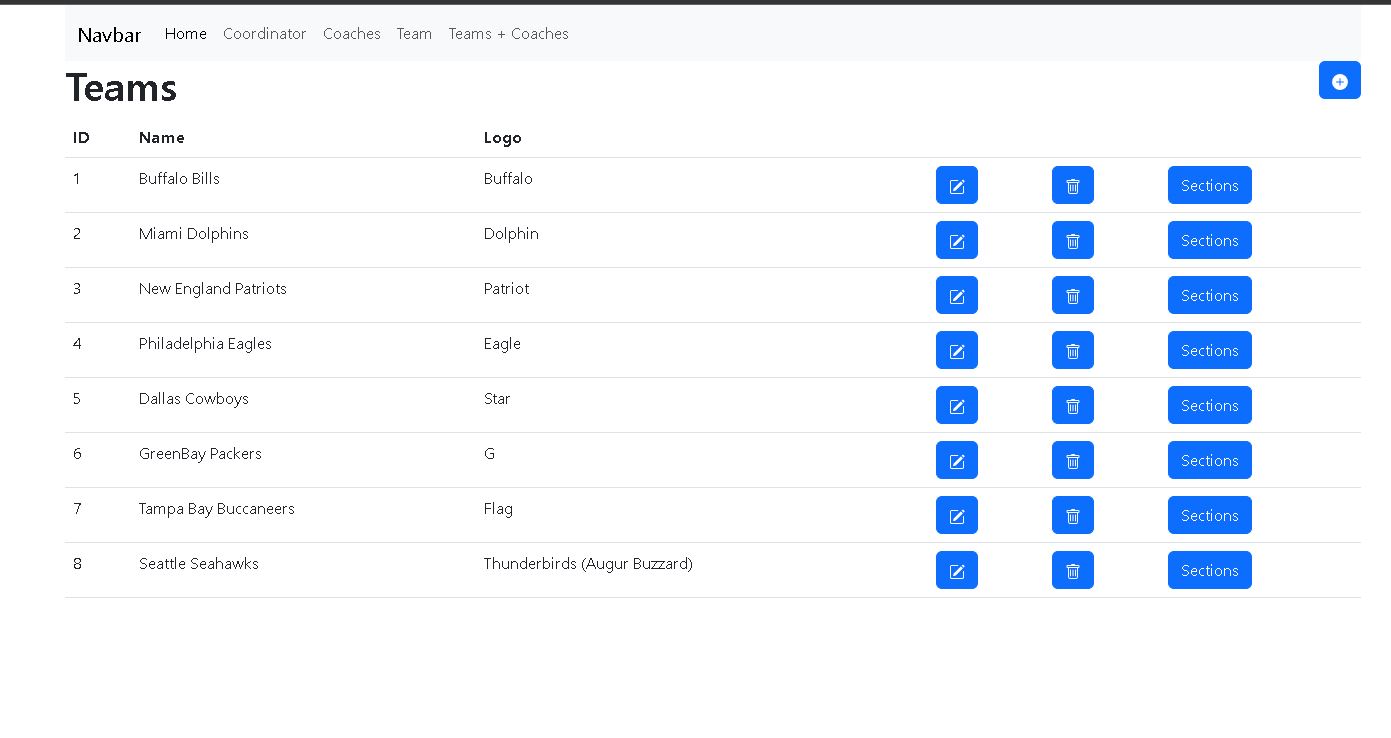 Navbar Home Coordinator Coaches Team Teams + Coaches
Teams
ID Name Logo
1 Buffalo Bills Buffalo Sections
2 Miami Dolphins Dolphin Sections
3 New England Patriots Patriot Sections
4 Philadelphia Eagles Eagle Sections
5 Dallas Cowboys Star Sections
6 GreenBay Packers G Sections
7 Tampa Bay Buccaneers Flag Sections
8 Seattle Seahawks Thunderbirds (Augur Buzzard) Sections